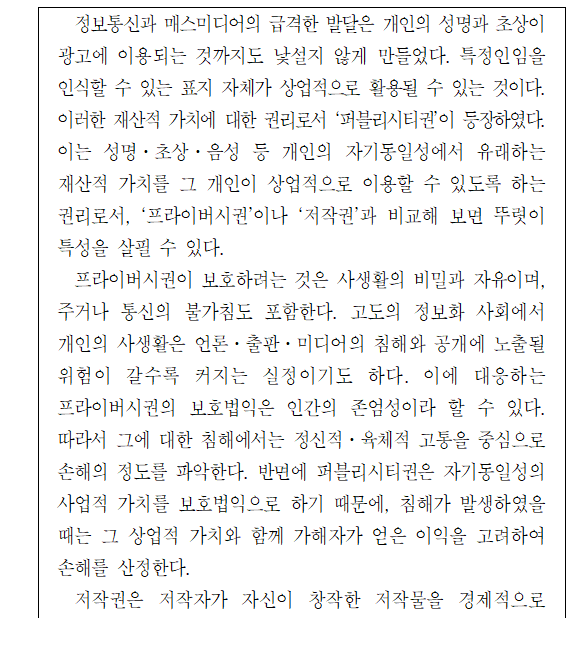 정보통신과 매스미디어의 급격한 발달은 개인의 성명과 초상이
광고에 이용되는 것까지도 낯설지 않게 만들었다. 특정인임을
인식할 수 있는 표지 자체가 상업적으로 활용될 수 있는 것이다.
이러한 재산적 가치에 대한 권리로서 ‘퍼블리시티권’이 등장하였다.
이는 성명・초상・음성 등 개인의 자기동일성에서 유래하는
재산적 가치를 그 개인이 상업적으로 이용할 수 있도록 하는
권리로서, ‘프라이버시권’이나 ‘저작권’과 비교해 보면 뚜렷이
특성을 살필 수 있다.
프라이버시권이 보호하려는 것은 사생활의 비밀과 자유이며,
주거나 통신의 불가침도 포함한다. 고도의 정보화 사회에서
개인의 사생활은 언론・출판・미디어의 침해와 공개에 노출될
위험이 갈수록 커지는 실정이기도 하다. 이에 대응하는
프라이버시권의 보호법익은 인간의 존엄성이라 할 수 있다.
따라서 그에 대한 침해에서는 정신적・육체적 고통을 중심으로
손해의 정도를 파악한다. 반면에 퍼블리시티권은 자기동일성의
사업적 가치를 보호법익으로 하기 때문에, 침해가 발생하였을
때는 그 상업적 가치와 함께 가해자가 얻은 이익을 고려하여
손해를 산정한다.
저작권은 저작자가 자신이 창작한 저작물을 경제적으로